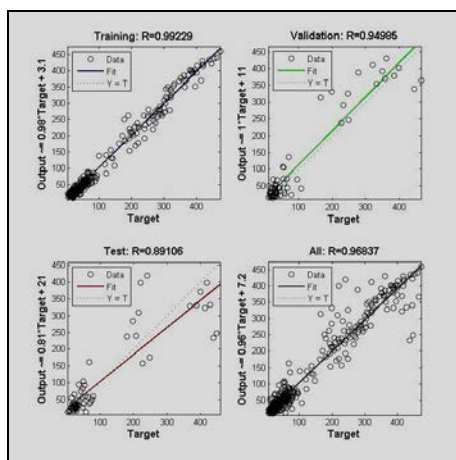 Training: R=0.99229
Output ~= 0.98*Target + 3.1
450
400
350
300
250
200
150
100
50
Data
Fit
Y = T
100 200 300 400
Target
Validation: R=0.94985
Output ~= 1*Target + 11
450
400
350
300
250
200
150
100
50
Data
Fit
Y = T
100 200 300 400
Target
Test: R=0.89106
Output ~= 0.81*Target + 21
450
400
350
300
250
200
150
100
50
Data
Fit
Y = T
0 200 400
Target
All: R=0.96837
Output ~= 0.96*Target + 7.2
450
400
350
300
250
200
150
100
50
Data
Fit
Y = T
100 200 300 400
Target